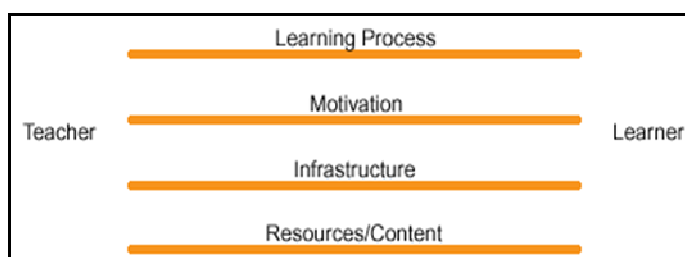 Learning Process
Motivation
Teacher
Learner
Infrastructure
Resources/Content